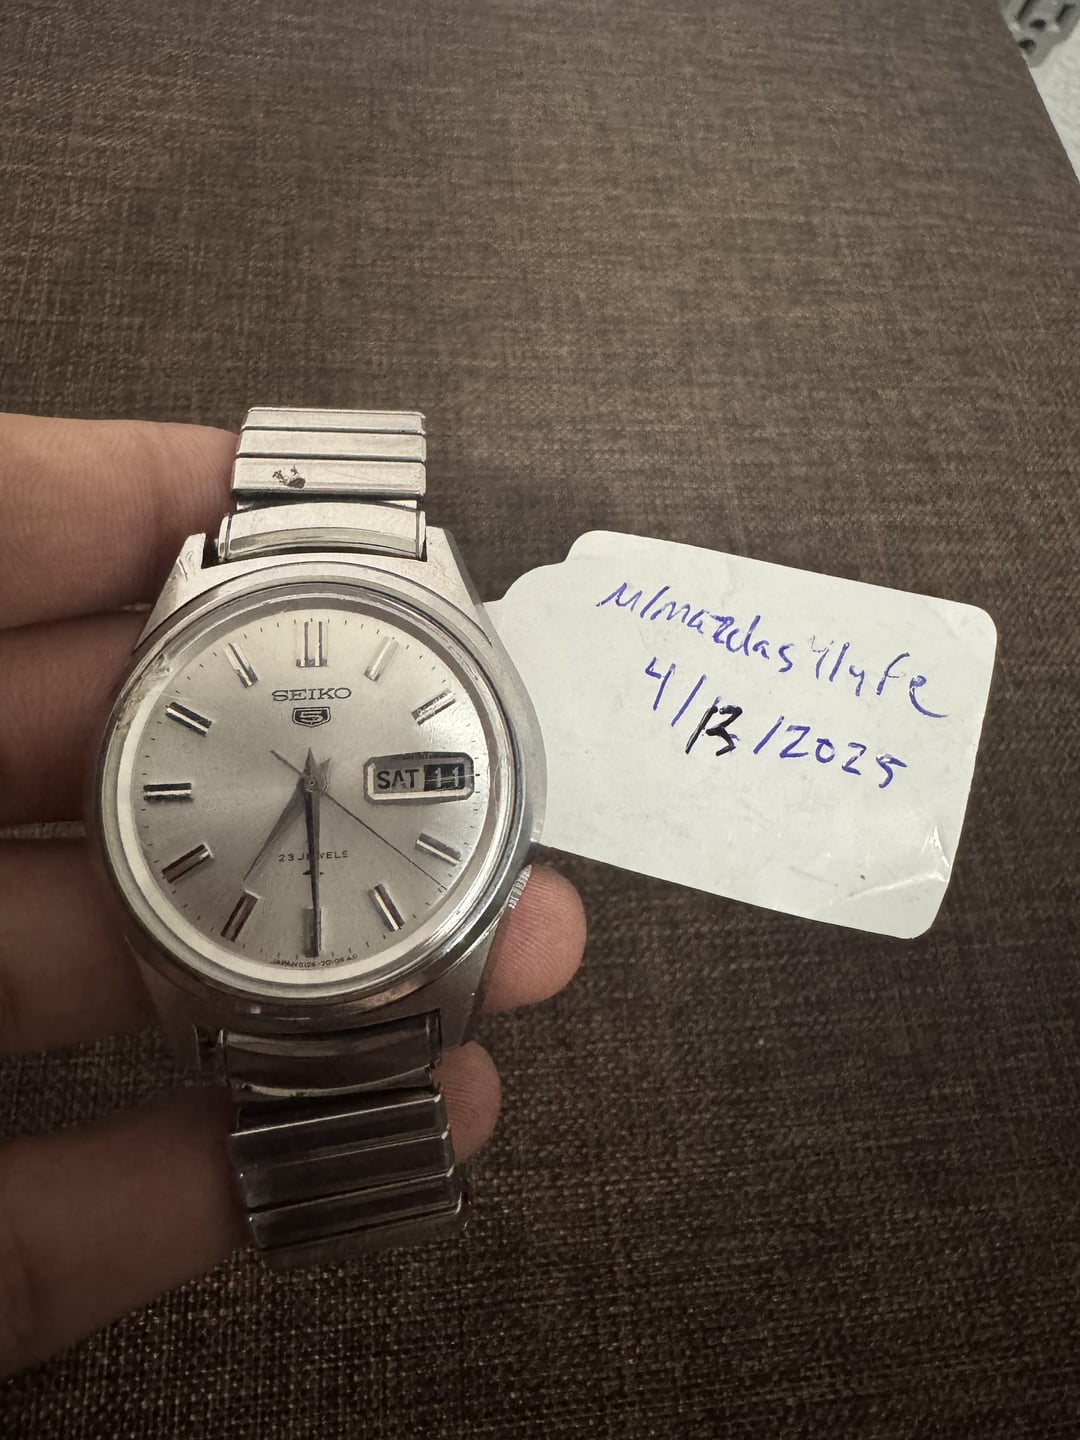 u/mazdas4lyfe
4/13/2025
SEIKO
5
SAT 11
23 JEWELS